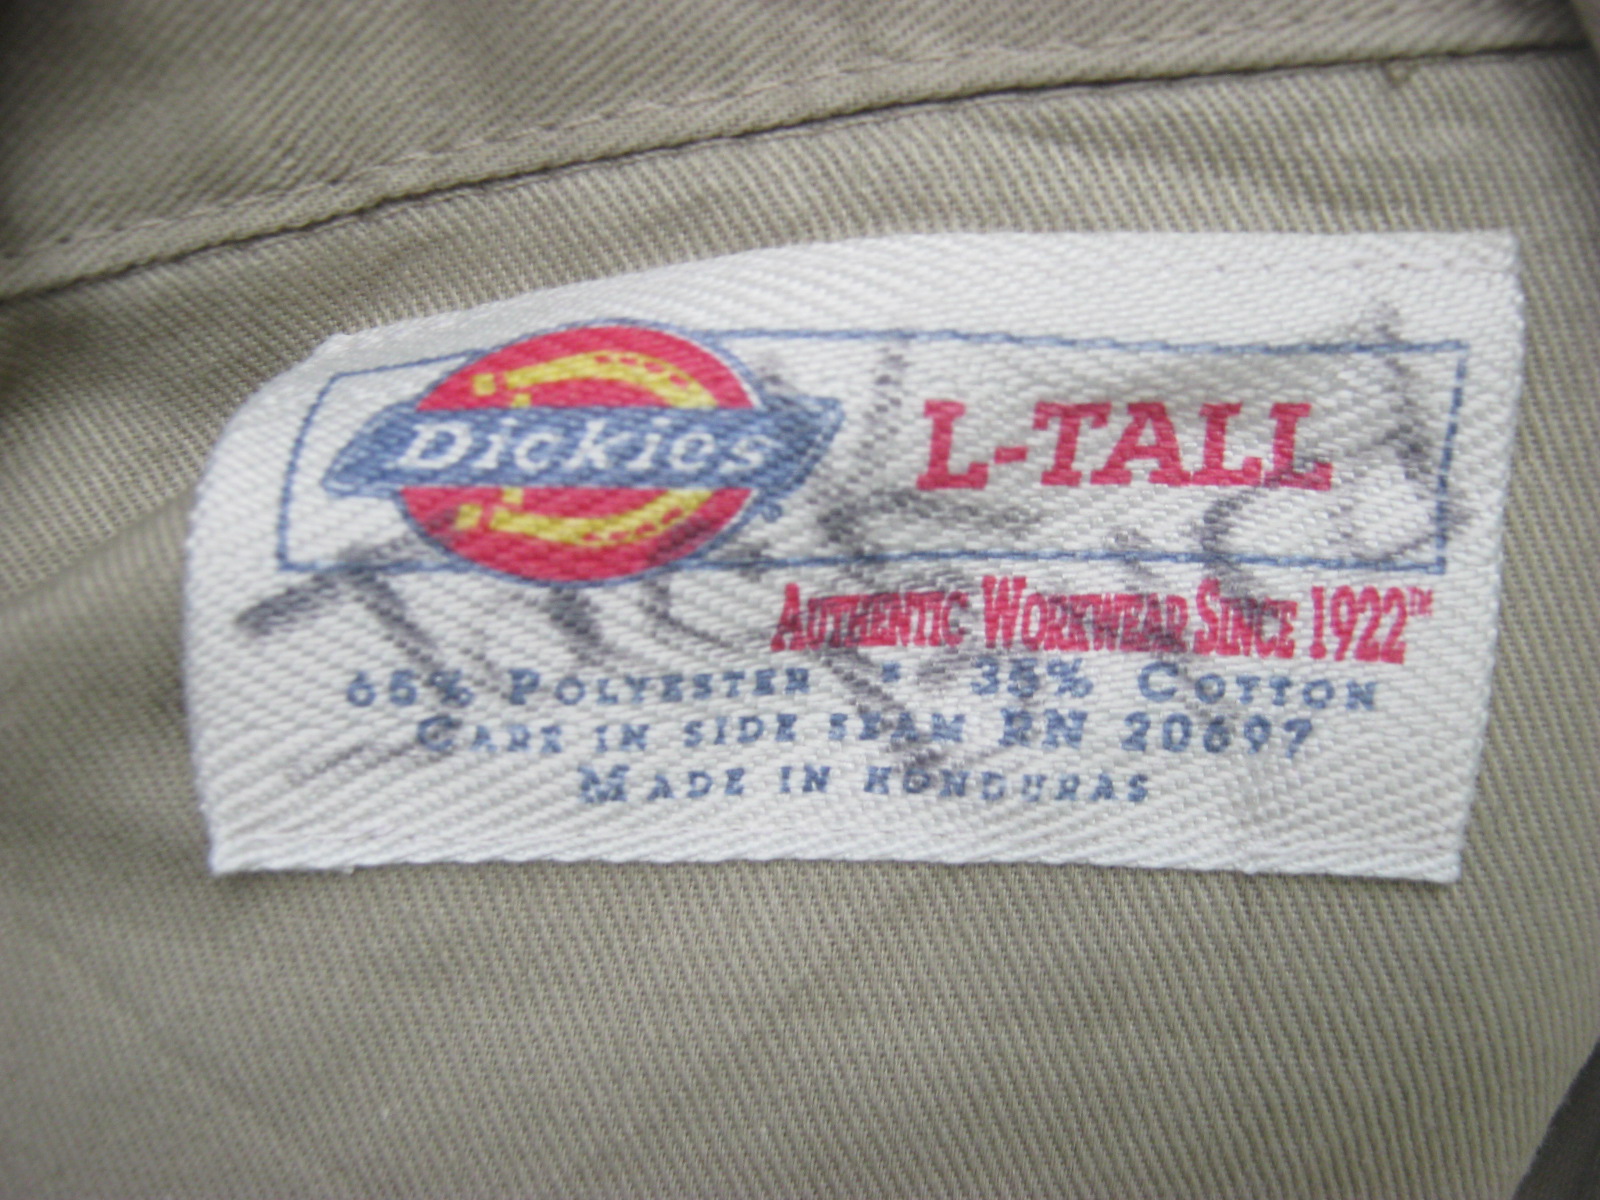 Dickies
L-TALL
AUTHENTIC WORKWEAR SINCE 1922™
65% POLYESTER * 35% COTTON
CARE IN SIDE SEAM RN 20697
MADE IN HONDURAS